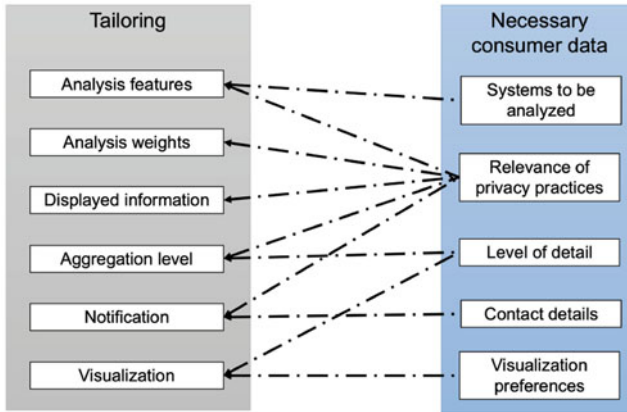 Tailoring
Analysis features
Analysis weights
Displayed information
Aggregation level
Notification
Visualization
Necessary
consumer data
Systems to be
analyzed
Relevance of
privacy practices
Level of detail
Contact details
Visualization
preferences